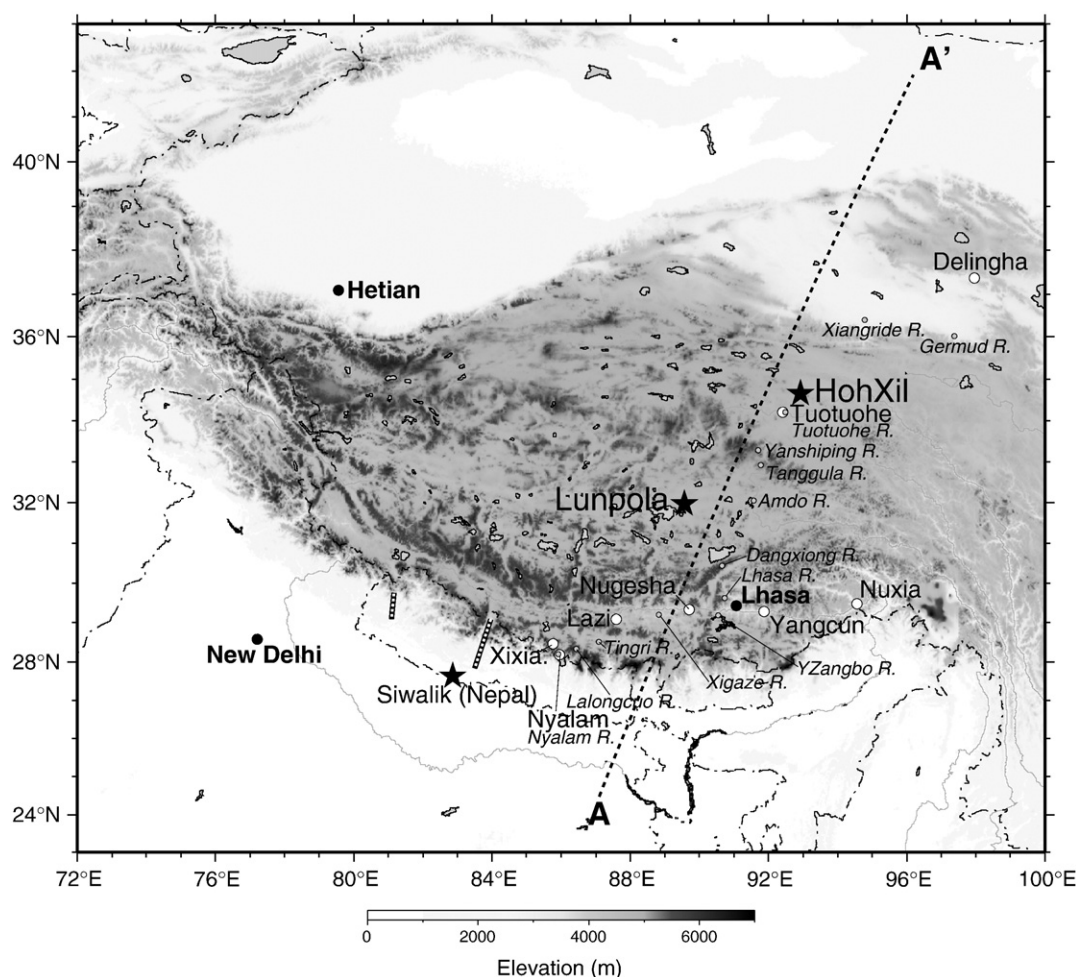 A'
40°N
Delingha
Hetian
Xiangride R.
36°N
Germud R.
HohXil
Tuotuohe
Tuotuohe R.
Yanshiping R.
Tanggula R.
32°N
Lunpola
Amdo R.
Dangxiong R.
Lhasa R.
Nugesha
Lhasa
Nuxia
Lazi
Yangcun
New Delhi
Xixia.
Tingri R.
YZangbo R.
28°N
Xigaze R.
Siwalik (Nepal)
Lalongcuo R.
Nyalam
Nyalam R.
24°N
A
72°E 76°E 80°E 84°E 88°E 92°E 96°E 100°E
0 2000 4000 6000
Elevation (m)